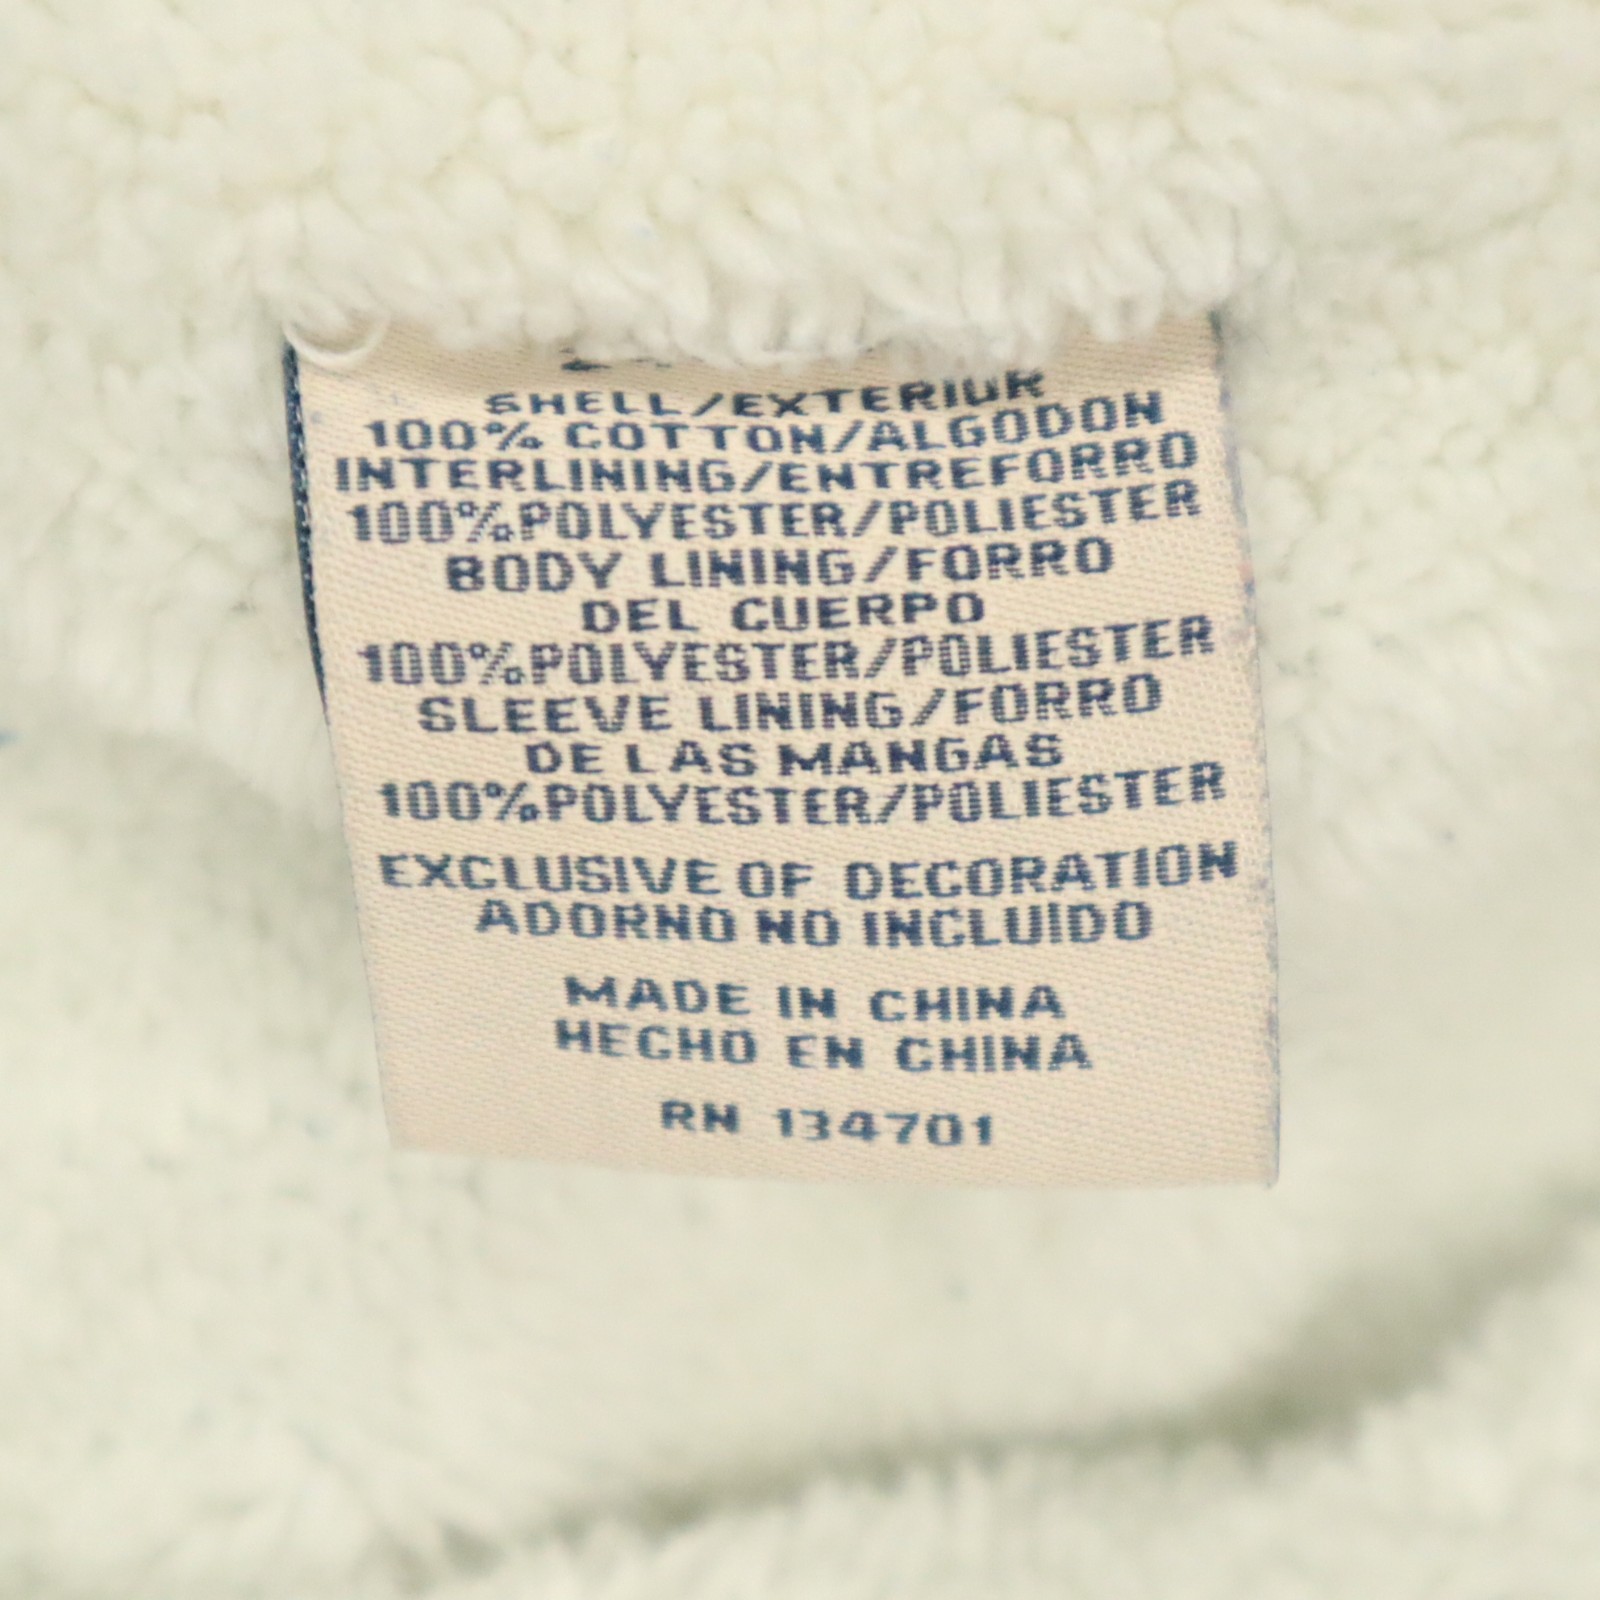 SHELL/EXTERIOR
100% COTTON/ALGODON
INTERLINING/ENTREFORRO
100%POLYESTER/POLIESTER
BODY LINING/FORRO
DEL CUERPO
100%POLYESTER/POLIESTER
SLEEVE LINING/FORRO
DE LAS MANGAS
100%POLYESTER/POLIESTER
EXCLUSIVE OF DECORATION
ADORNO NO INCLUIDO
MADE IN CHINA
HECHO EN CHINA
RN 134701